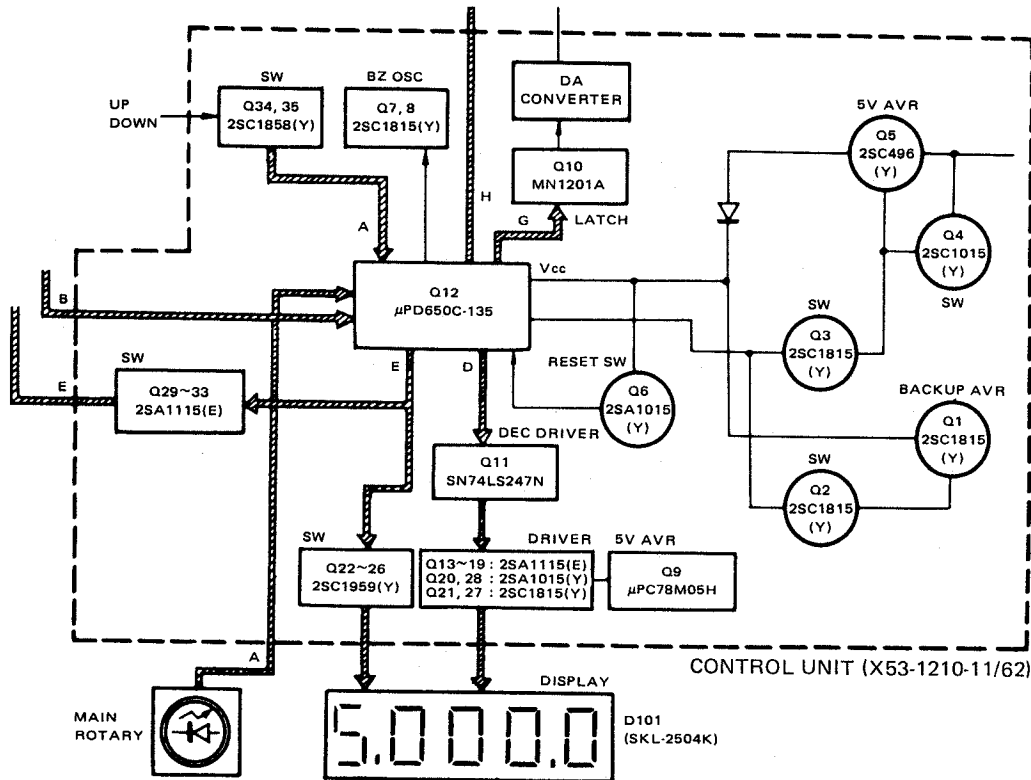 SW
Q34, 35
2SC1858(Y)
BZ OSC
Q7, 8
2SC1815(Y)
UP
DOWN
DA
CONVERTER
Q10
MN1201A
LATCH
5V AVR
Q5
2SC496
(Y)
Q4
2SC1015
(Y)
SW
A
H
G
Vcc
Q12
μPD650C-135
B
E
SW
Q29~33
2SA1115(E)
E
D
RESET SW
Q6
2SA1015
(Y)
SW
Q3
2SC1815
(Y)
BACKUP AVR
Q1
2SC1815
(Y)
SW
Q2
2SC1815
(Y)
DEC DRIVER
Q11
SN74LS247N
SW
Q22~26
2SC1959(Y)
DRIVER
Q13~19 : 2SA1115(E)
Q20, 28 : 2SA1015(Y)
Q21, 27 : 2SC1815(Y)
5V AVR
Q9
μPC78M05H
A
CONTROL UNIT (X53-1210-11/62)
MAIN
ROTARY
DISPLAY
5.000.0
D101
(SKL-2504K)